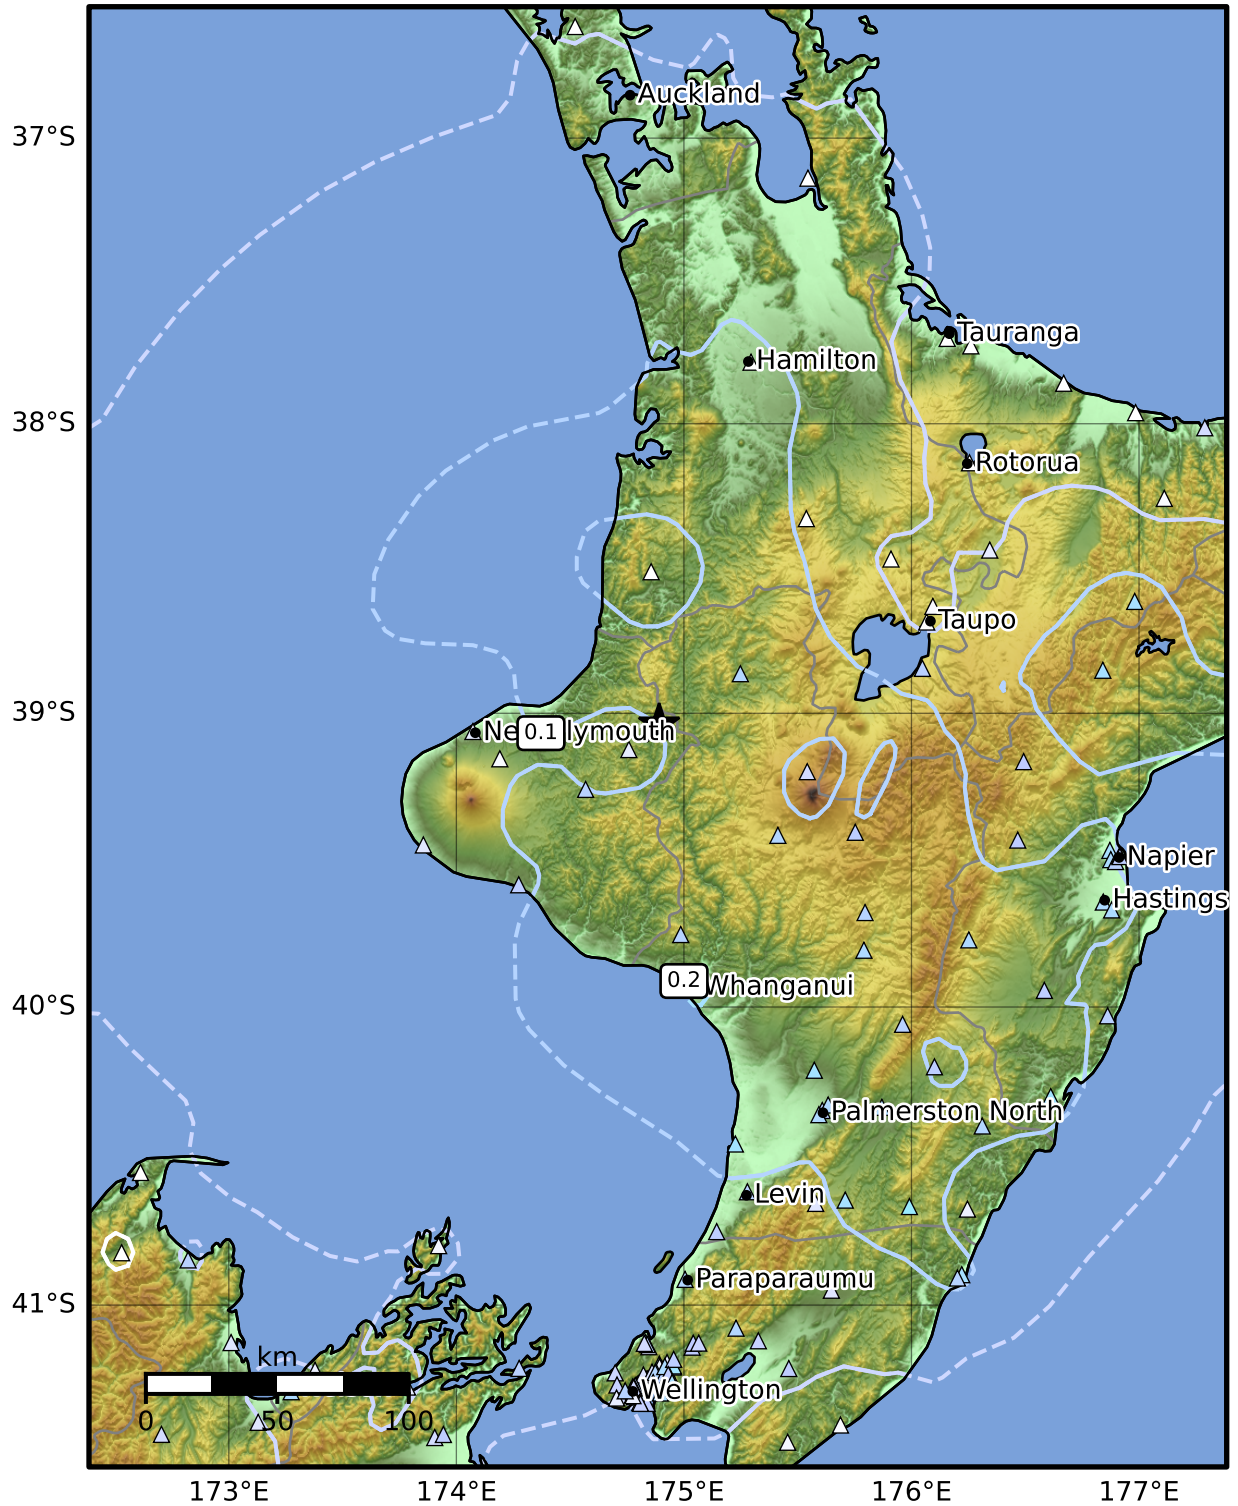 Auckland
37°S
Tauranga
Hamilton
38°S
Rotorua
Taupo
39°S
Ne
0.1
lymouth
Napier
Hastings
0.2
Whanganui
40°S
Palmerston North
Levin
Paraparaumu
41°S
km
Wellington
0
50
100
173°E
174°E
175°E
176°E
177°E